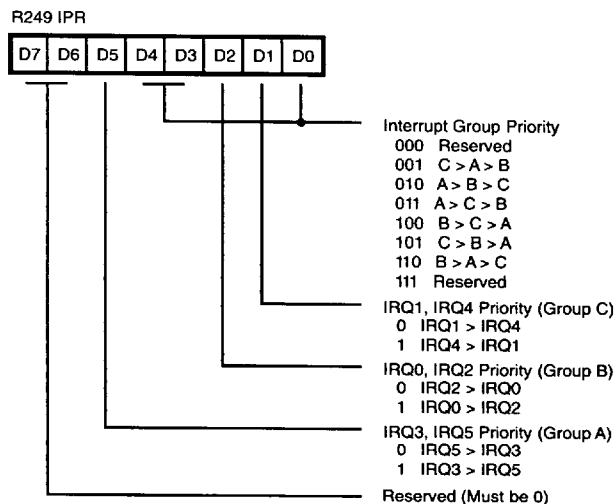 R249 IPR
D7 D6 D5 D4 D3 D2 D1 D0
Interrupt Group Priority
000 Reserved
001 C > A > B
010 A > B > C
011 A > C > B
100 B > C > A
101 C > B > A
110 B > A > C
111 Reserved
IRQ1, IRQ4 Priority (Group C)
0 IRQ1 > IRQ4
1 IRQ4 > IRQ1
IRQ0, IRQ2 Priority (Group B)
0 IRQ2 > IRQ0
1 IRQ0 > IRQ2
IRQ3, IRQ5 Priority (Group A)
0 IRQ5 > IRQ3
1 IRQ3 > IRQ5
Reserved (Must be 0)